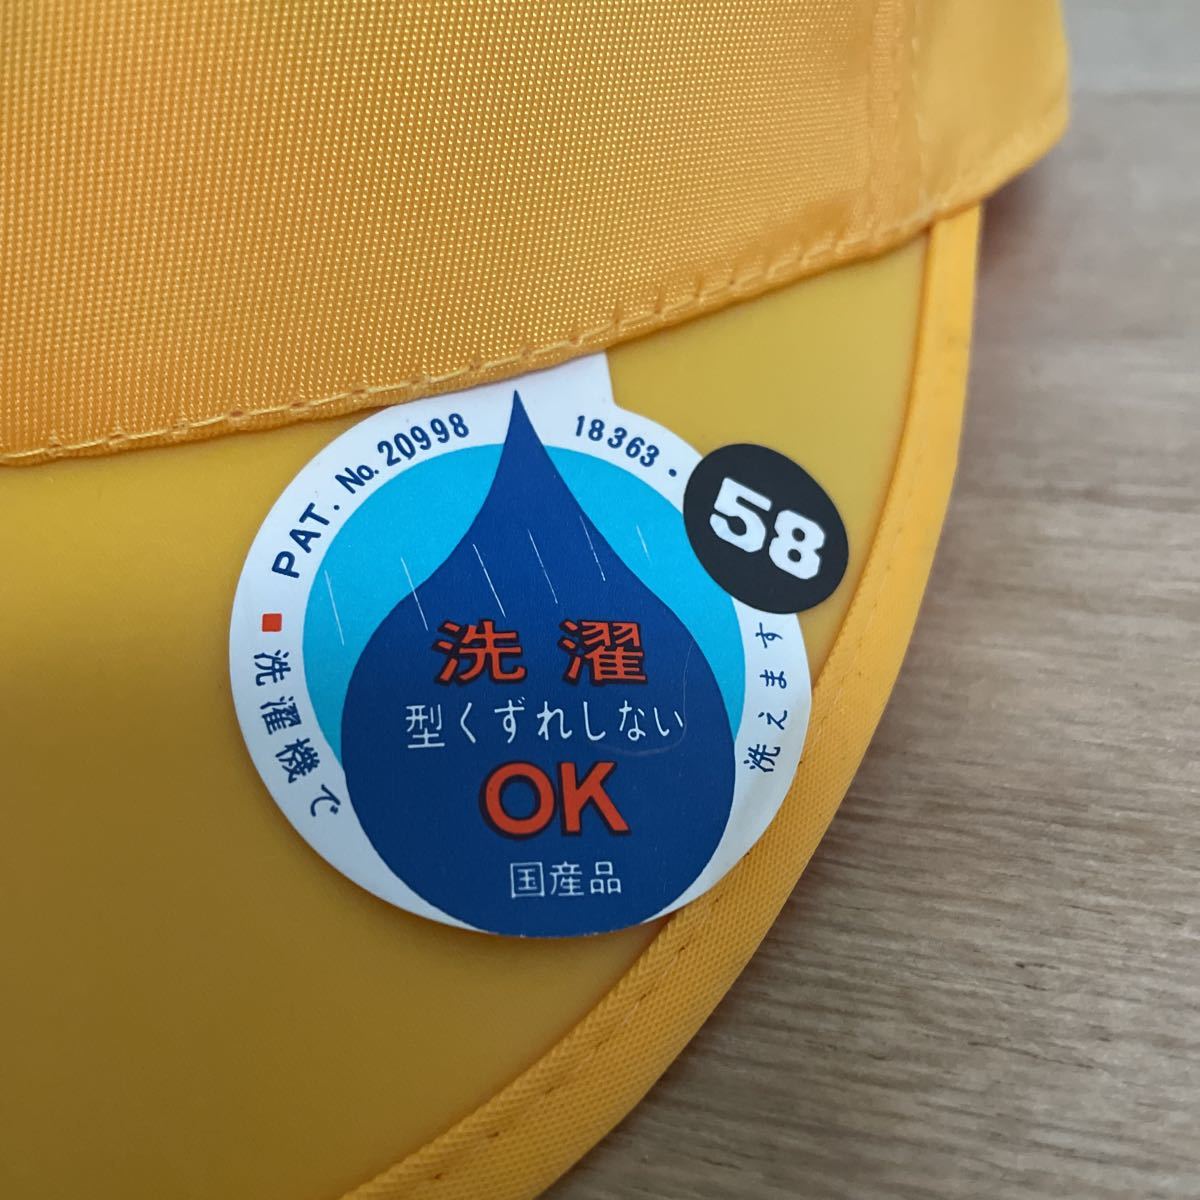 PAT. No. 20998
18363.
58
洗濯
型くずれしない
OK
国産品
■洗濯機で
洗えます